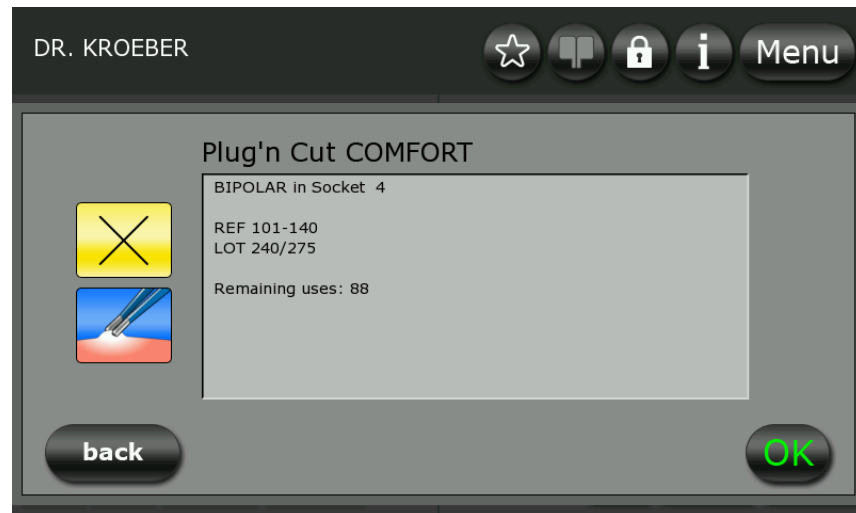 DR. KROEBER
i
Menu
Plug'n Cut COMFORT
BIPOLAR in Socket 4
REF 101-140
LOT 240/275
Remaining uses: 88
back
OK